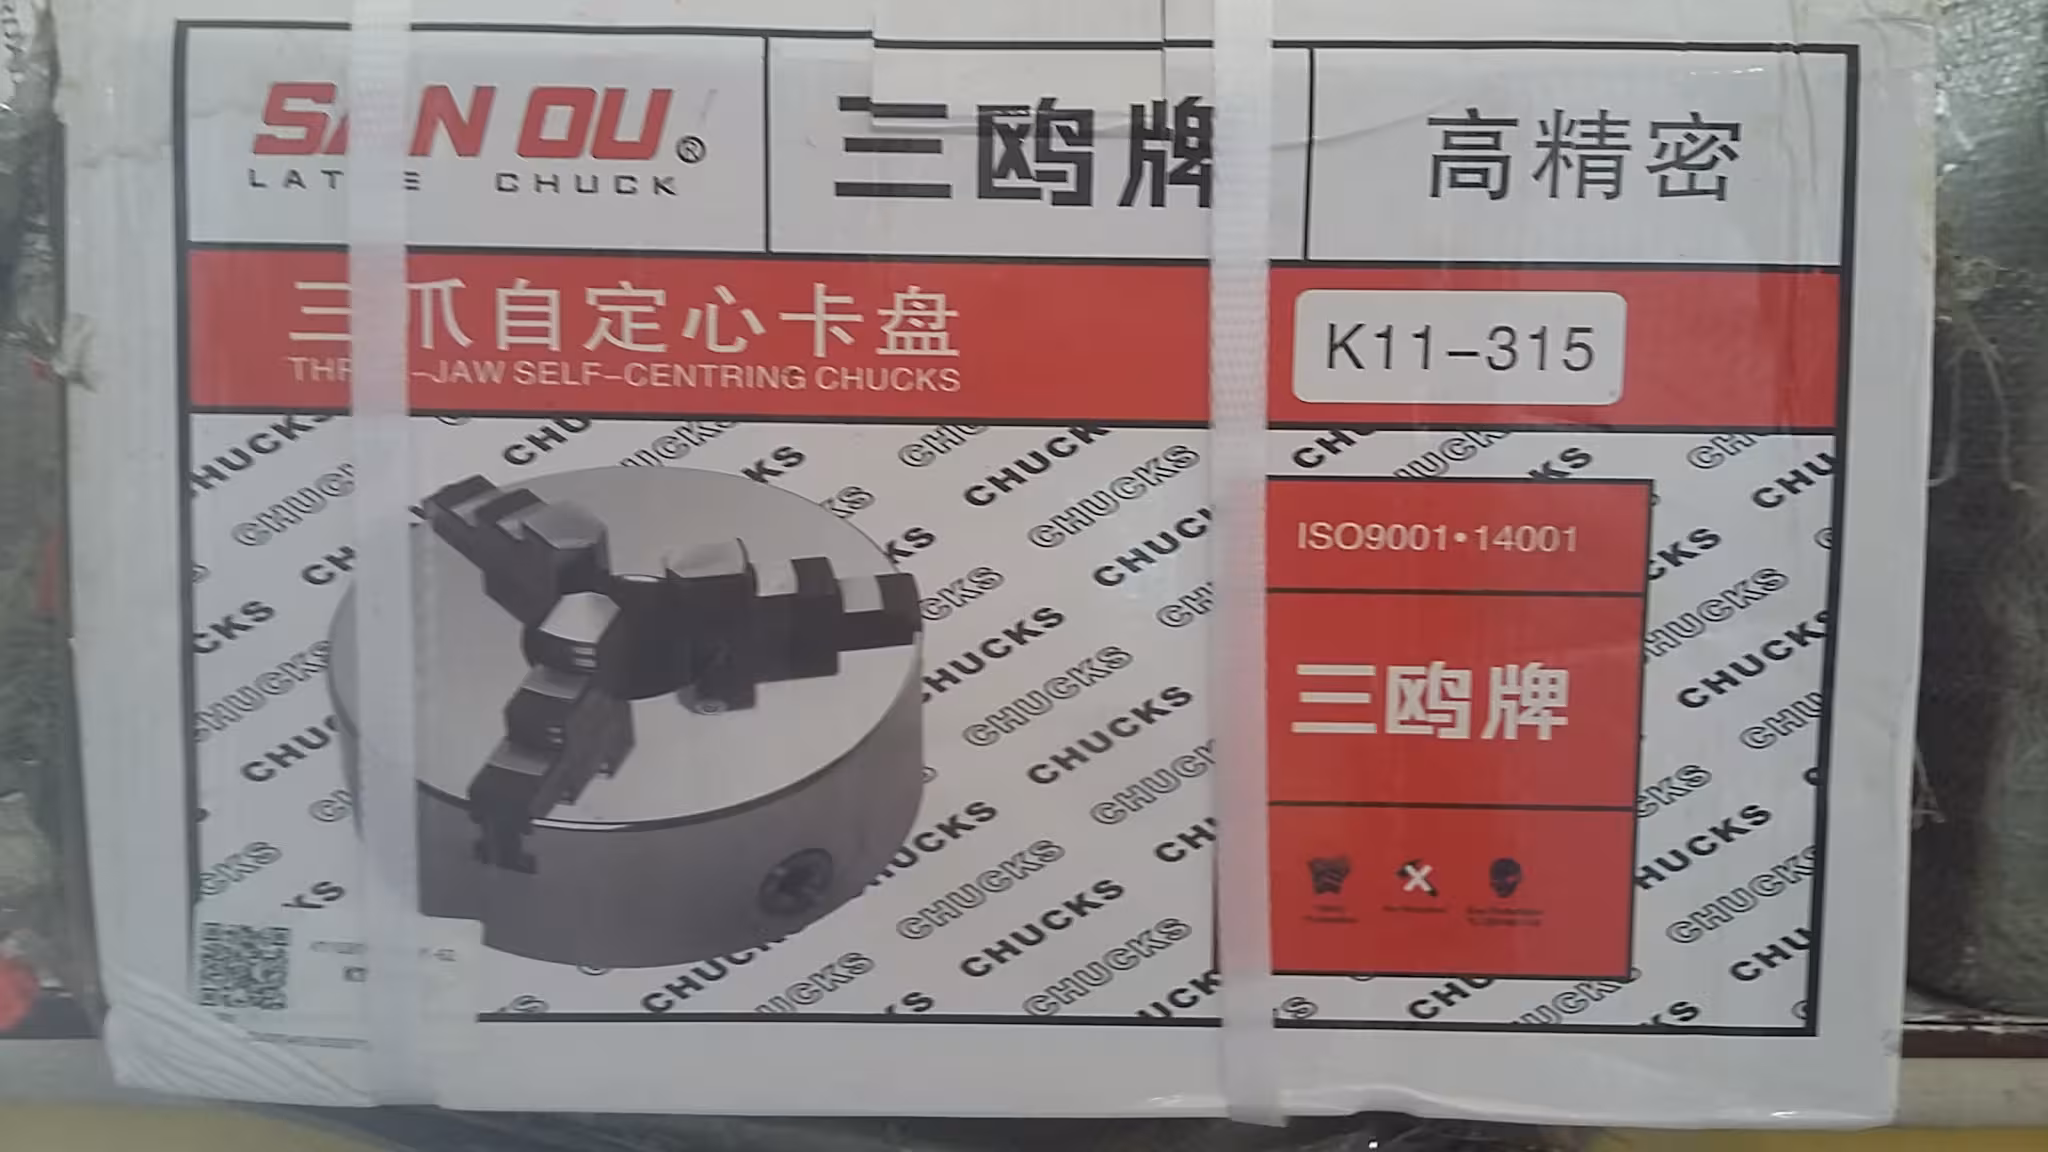 SAN OU®
LATHE CHUCK
三鸥牌
高精密
三爪自定心卡盘
THREE-JAW SELF-CENTRING CHUCKS
K11-315
ISO9001•14001
三鸥牌
CHUCKS